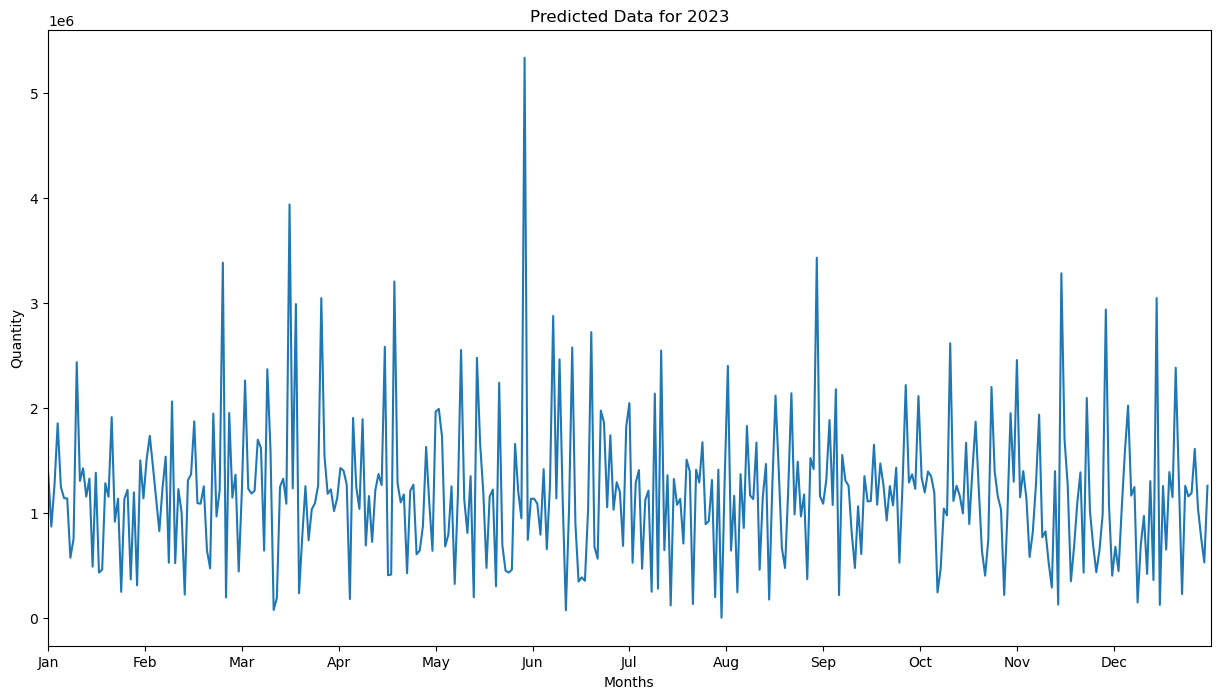 Predicted Data for 2023
1e6
5
4
3
2
1
0
Quantity
Jan Feb Mar Apr May Jun Jul Aug Sep Oct Nov Dec
Months